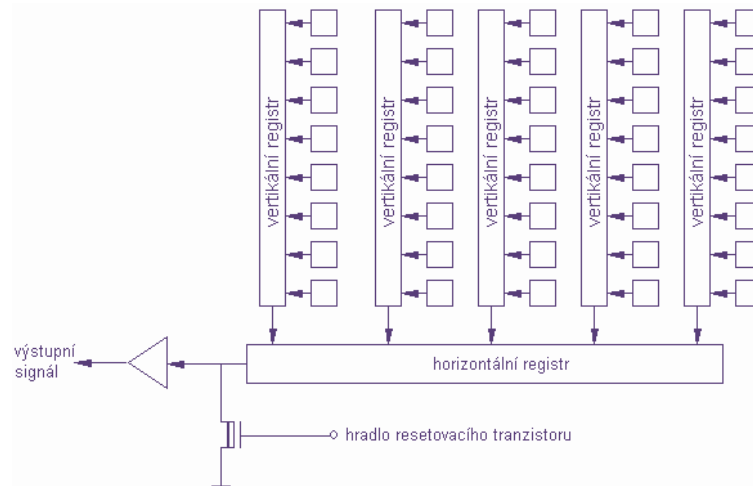 vertikální registr
vertikální registr
vertikální registr
vertikální registr
vertikální registr
výstupní
signál
horizontální registr
hradlo resetovacího tranzistoru